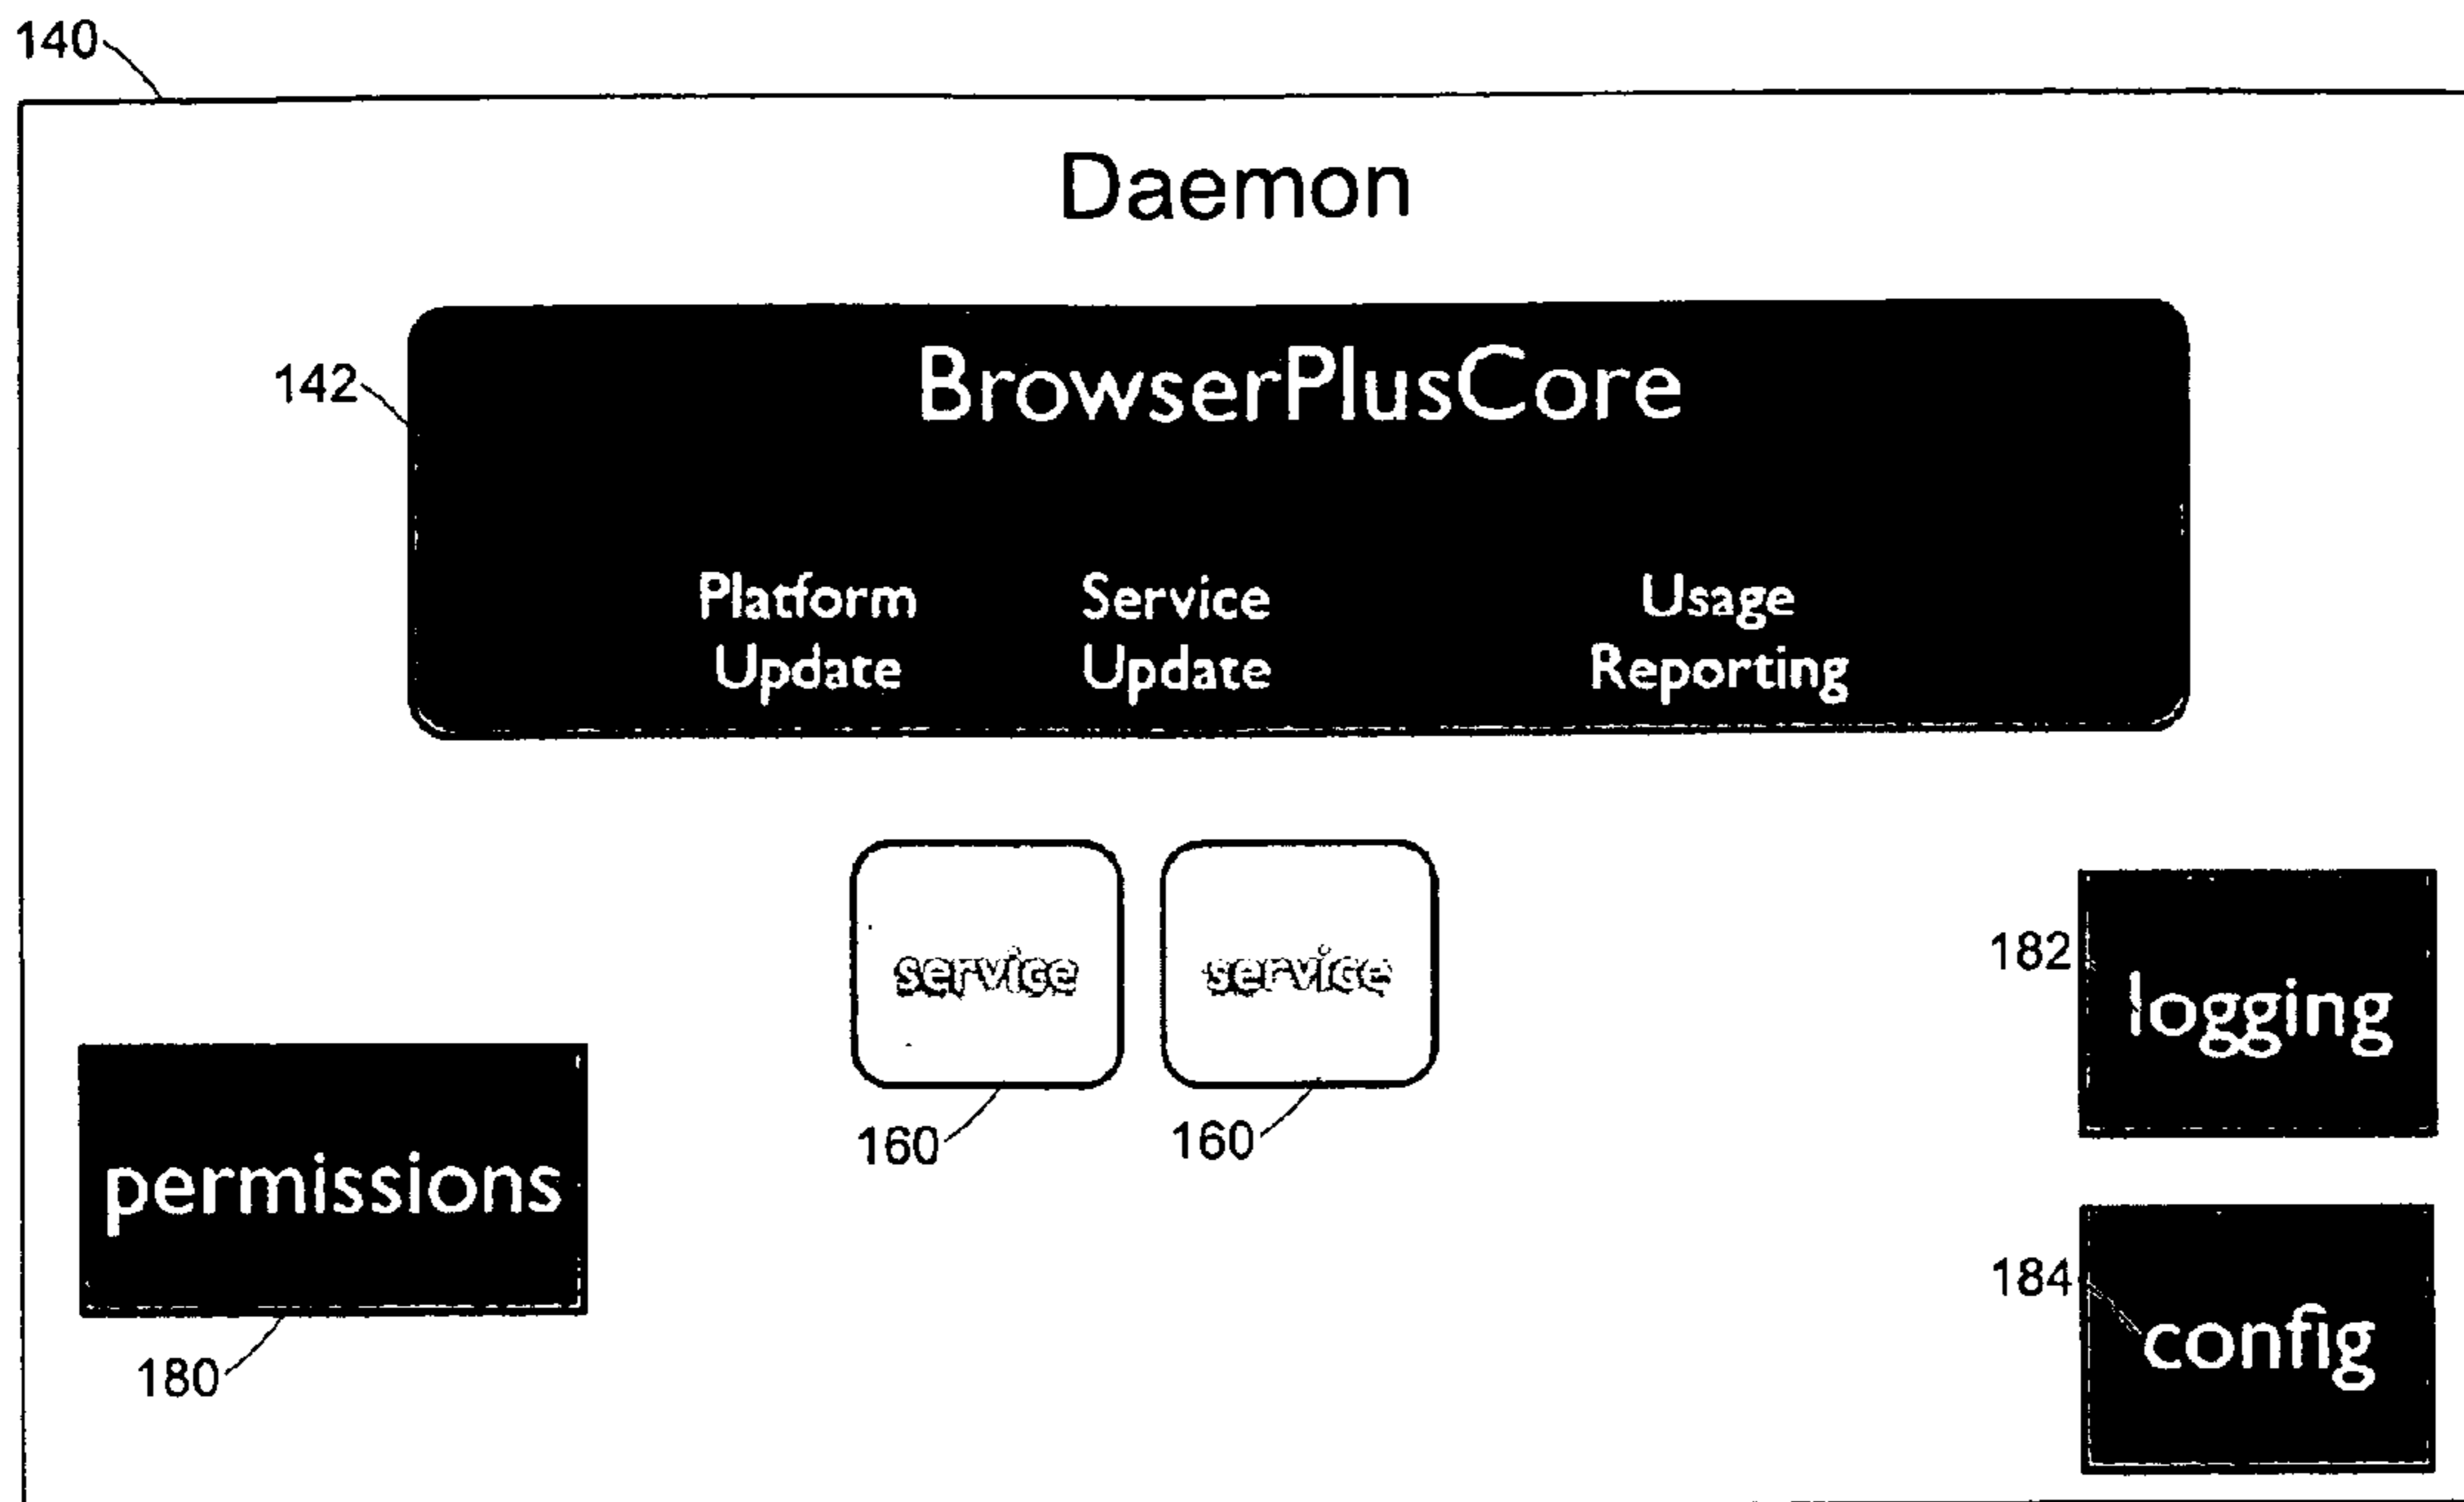 140
Daemon
142
BrowserPlusCore
Platform
Update
Service
Update
Usage
Reporting
service
service
160
160
182
logging
permissions
180
184
config